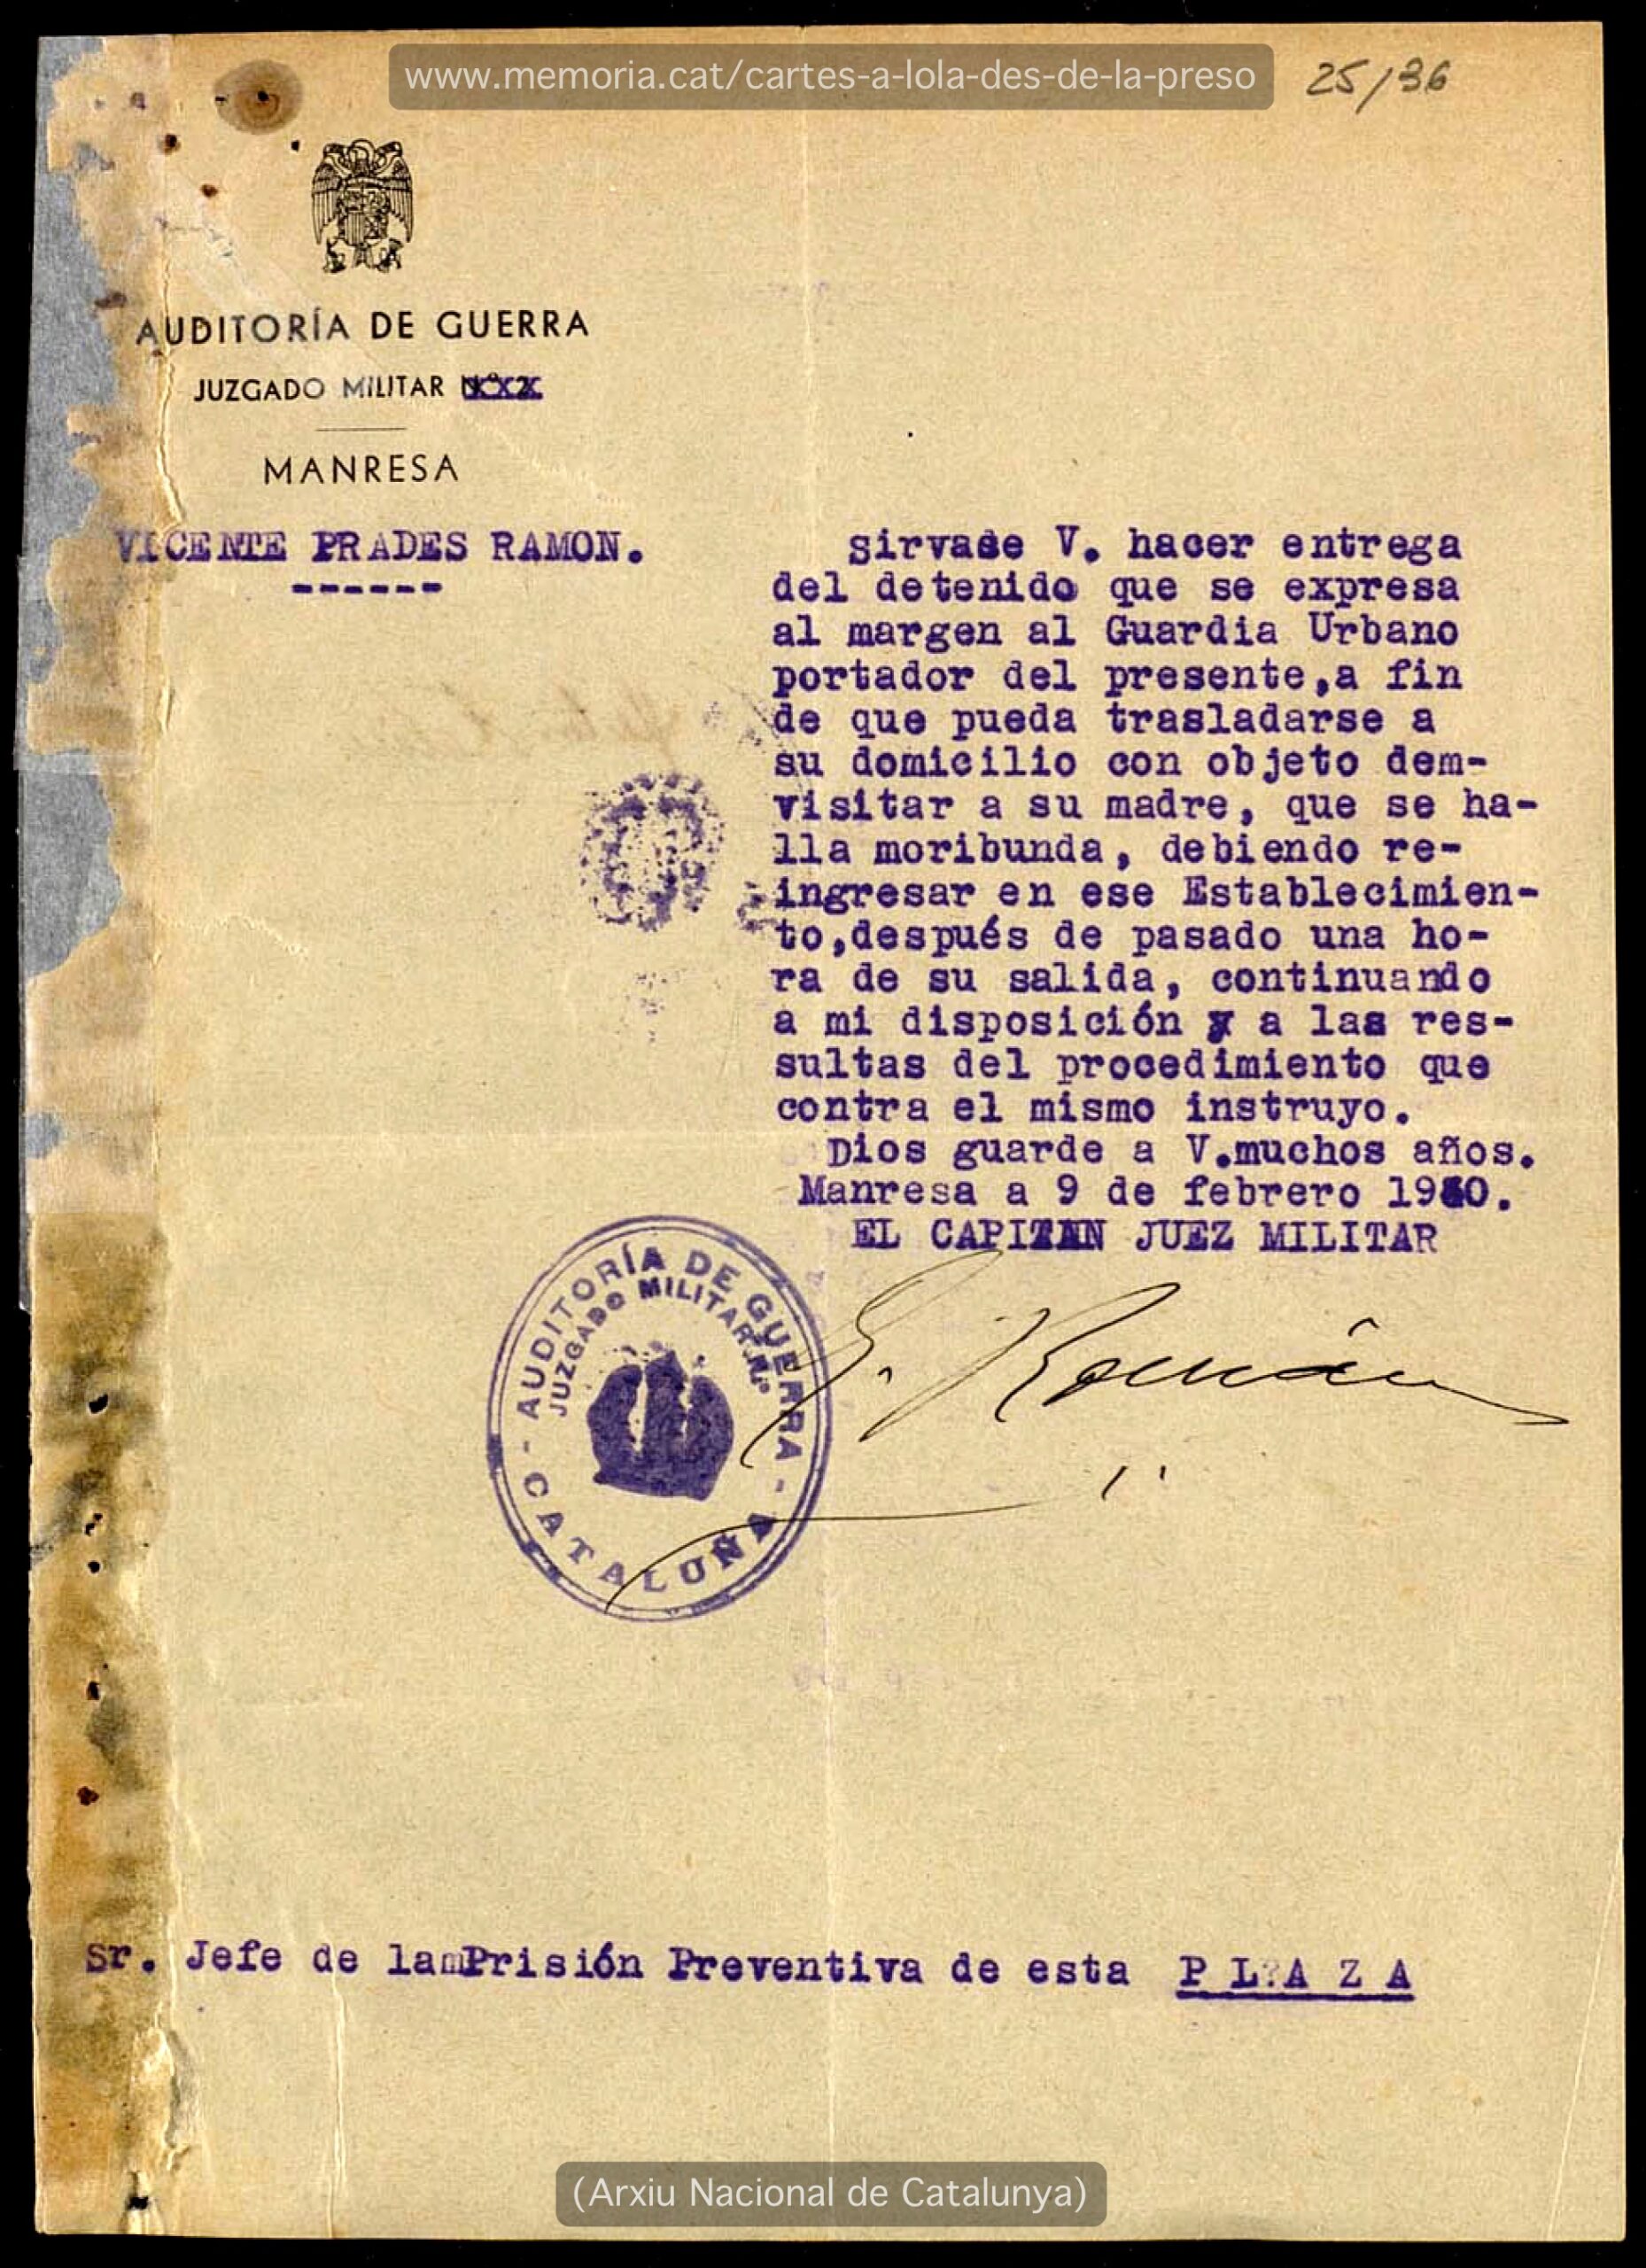 www.memoria.cat/cartes-a-lola-des-de-la-preso
25/36
AUDITORÍA DE GUERRA
JUZGADO MILITAR Nº 2
MANRESA
VICENTE PRADES RAMON.
------
sirvase V. hacer entrega
del detenido que se expresa
al margen al Guardia Urbano
portador del presente,a fin
de que pueda trasladarse a
su domicilio con objeto dem-
visitar a su madre, que se ha-
lla moribunda, debiendo re-
ingresar en ese Establecimien-
to,después de pasado una ho-
ra de su salida, continuando
a mi disposición y a las res-
sultas del procedimiento que
contra el mismo instruyo.
Dios guarde a V.muchos años.
Manresa a 9 de febrero 1940.
EL CAPITAN JUEZ MILITAR
AUDITORÍA DE GUERRA
JUZGADO MILITAR Nº
- CATALUÑA -
Román
Sr. Jefe de lamPrisión Preventiva de esta P L A Z A
(Arxiu Nacional de Catalunya)